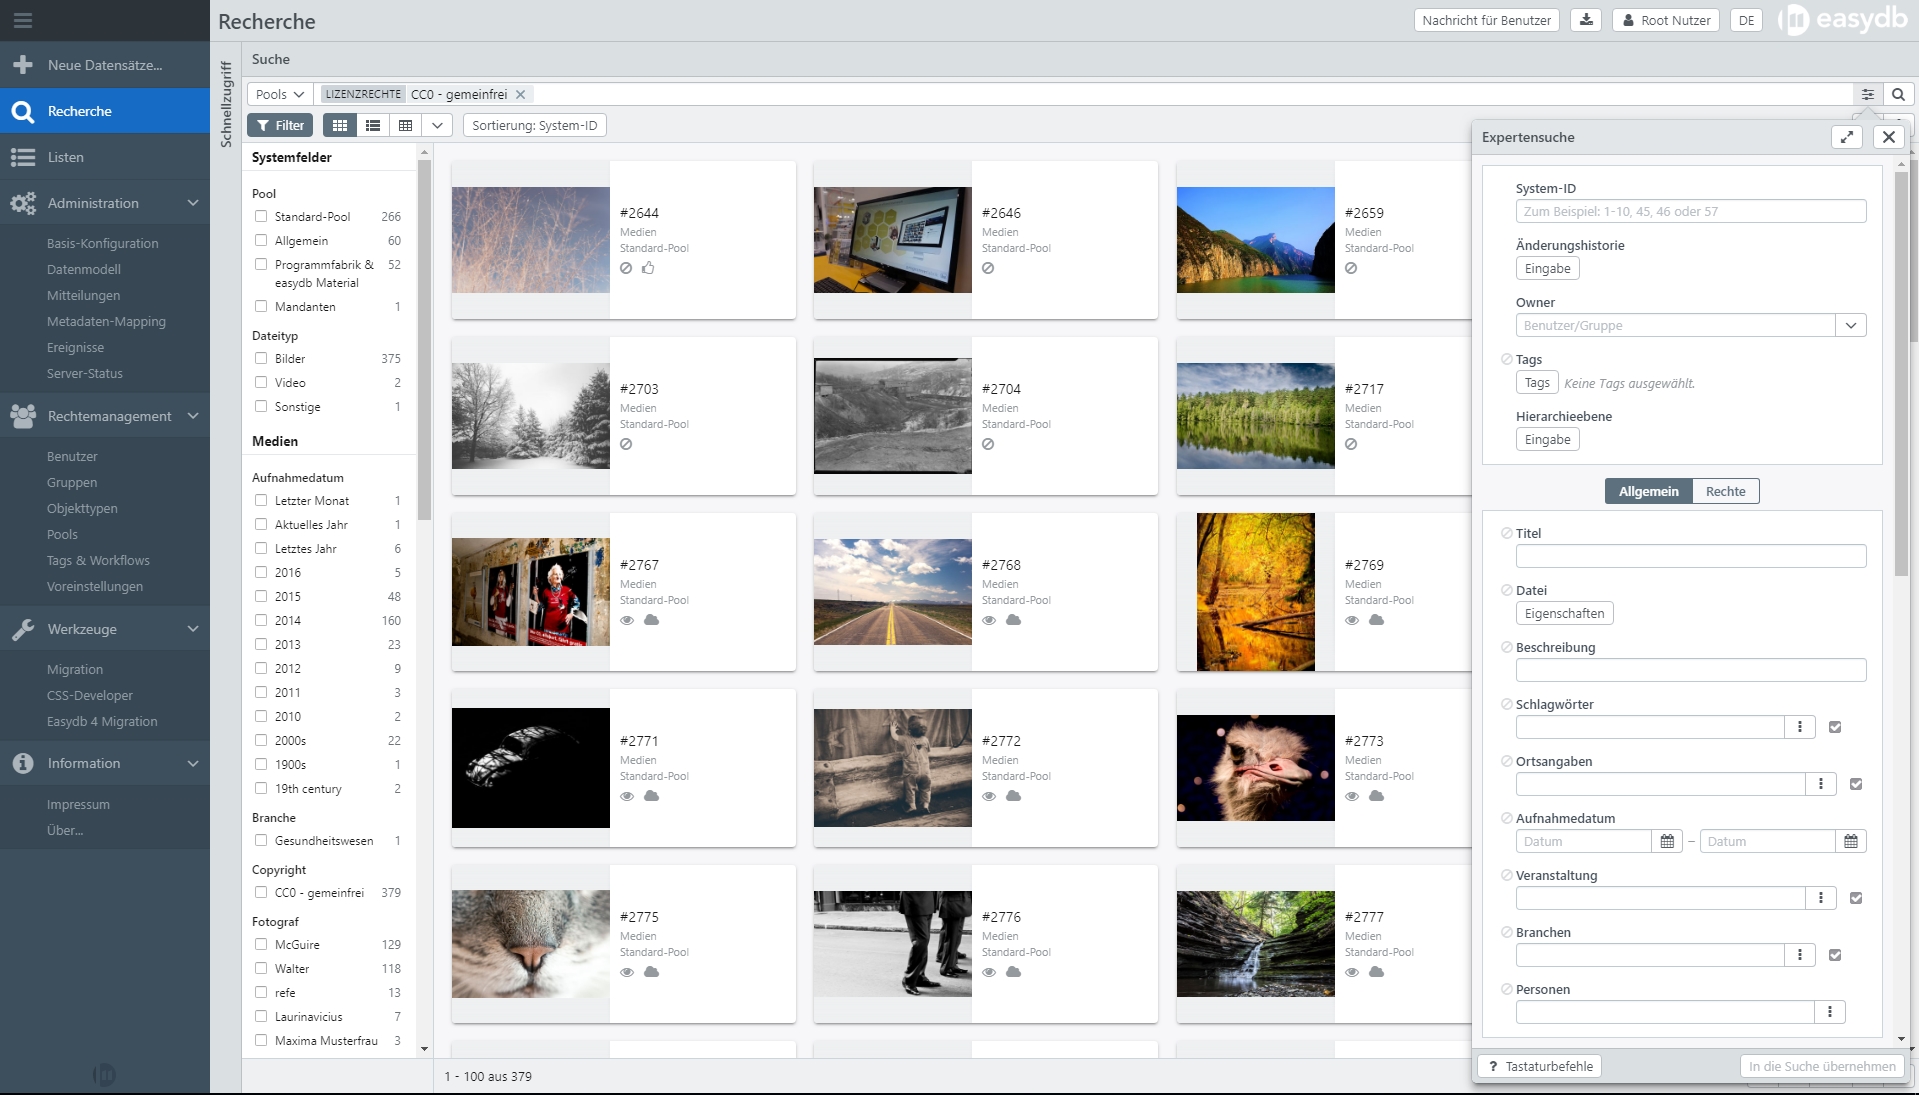 Recherche
Nachricht für Benutzer
Root Nutzer
DE
easydb
Neue Datensätze...
Recherche
Listen
Administration
Basis-Konfiguration
Datenmodell
Mitteilungen
Metadaten-Mapping
Ereignisse
Server-Status
Rechtemanagement
Benutzer
Gruppen
Objekttypen
Pools
Tags & Workflows
Voreinstellungen
Werkzeuge
Migration
CSS-Developer
Easydb 4 Migration
Information
Impressum
Über...
Schnellzugriff
Suche
Pools
LIZENZRECHTE CC0 - gemeinfrei
Filter
Sortierung: System-ID
Systemfelder
Pool
Standard-Pool 266
Allgemein 60
Programmfabrik & 52
easydb Material
Mandanten 1
Dateityp
Bilder 375
Video 2
Sonstige 1
Medien
Aufnahmedatum
Letzter Monat 1
Aktuelles Jahr 1
Letztes Jahr 6
2016 5
2015 48
2014 160
2013 23
2012 9
2011 3
2010 2
2000s 22
1900s 1
19th century 2
Branche
Gesundheitswesen 1
Copyright
CC0 - gemeinfrei 379
Fotograf
McGuire 129
Walter 118
refe 13
Laurinavicius 7
Maxima Musterfrau 3
#2644
Medien
Standard-Pool
#2646
Medien
Standard-Pool
#2659
Medien
Standard-Pool
#2703
Medien
Standard-Pool
#2704
Medien
Standard-Pool
#2717
Medien
Standard-Pool
#2767
Medien
Standard-Pool
#2768
Medien
Standard-Pool
#2769
Medien
Standard-Pool
#2771
Medien
Standard-Pool
#2772
Medien
Standard-Pool
#2773
Medien
Standard-Pool
#2775
Medien
Standard-Pool
#2776
Medien
Standard-Pool
#2777
Medien
Standard-Pool
1 - 100 aus 379
Expertensuche
System-ID
Zum Beispiel: 1-10, 45, 46 oder 57
Änderungshistorie
Eingabe
Owner
Benutzer/Gruppe
Tags
Tags Keine Tags ausgewählt.
Hierarchieebene
Eingabe
Allgemein Rechte
Titel
Datei
Eigenschaften
Beschreibung
Schlagwörter
Ortsangaben
Aufnahmedatum
Datum – Datum
Veranstaltung
Branchen
Personen
? Tastaturbefehle
In die Suche übernehmen